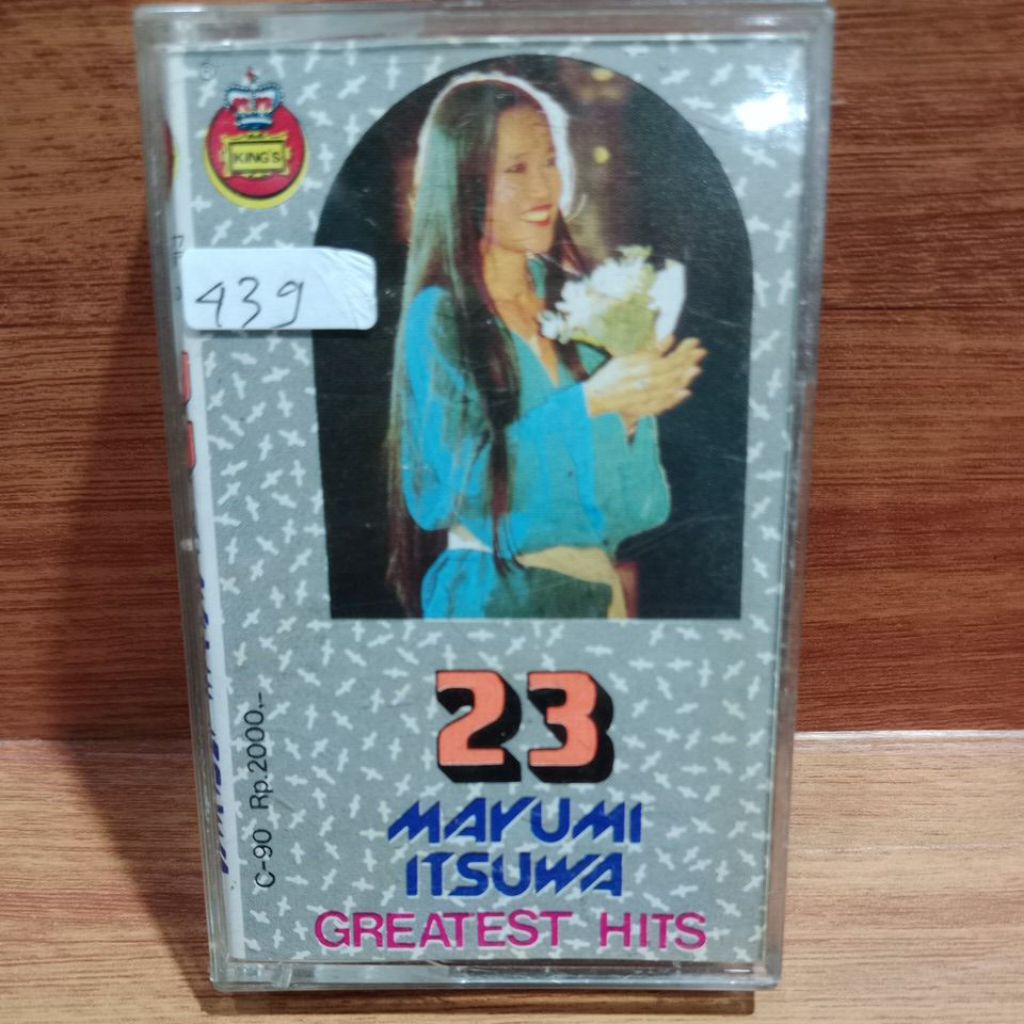 KING'S
439
23
MAYUMI
ITSUWA
GREATEST HITS
C-90 Rp.2000,-